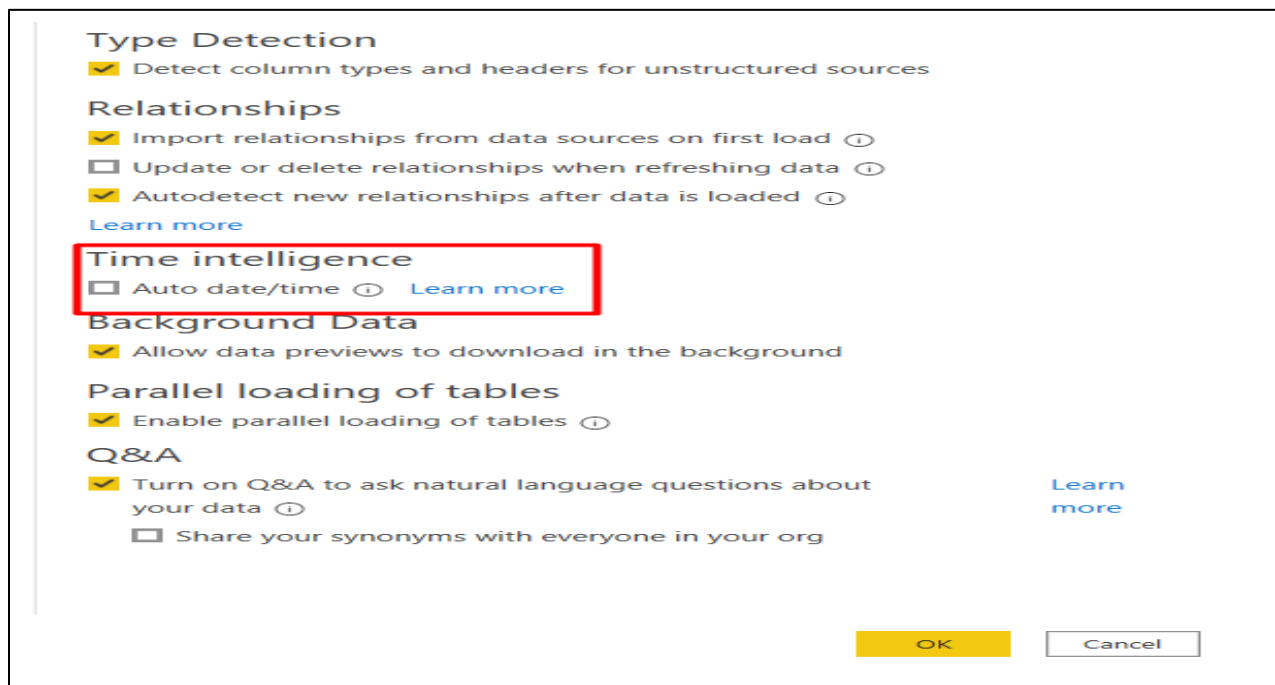 Type Detection
Detect column types and headers for unstructured sources
Relationships
Import relationships from data sources on first load
Update or delete relationships when refreshing data
Autodetect new relationships after data is loaded
Learn more
Time intelligence
Auto date/time Learn more
Background Data
Allow data previews to download in the background
Parallel loading of tables
Enable parallel loading of tables
Q&A
Turn on Q&A to ask natural language questions about Learn
your data more
Share your synonyms with everyone in your org
OK Cancel